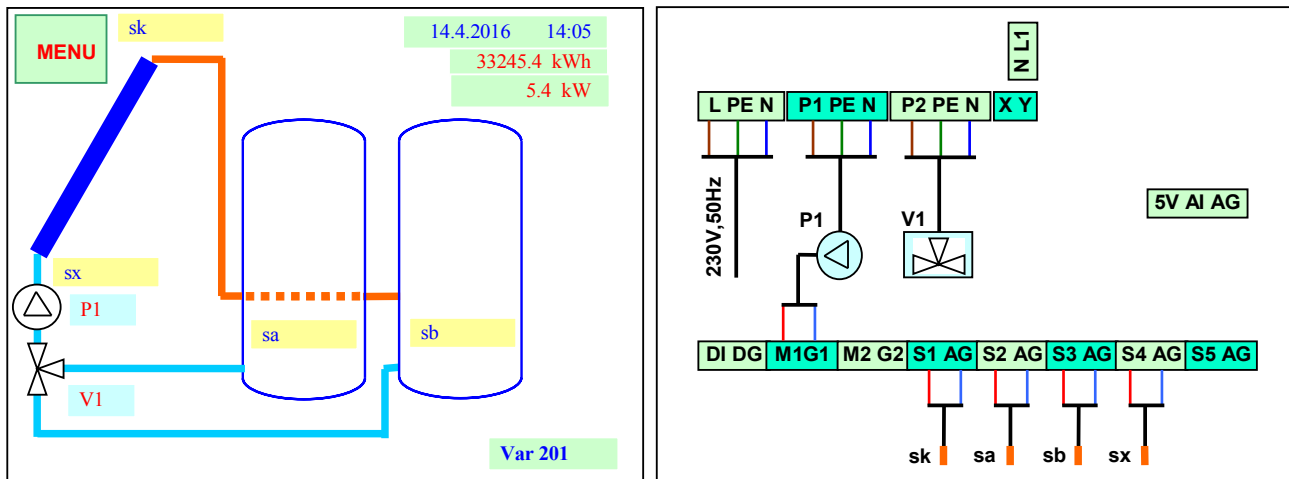 sk
MENU
14.4.2016 14:05
33245.4 kWh
5.4 kW
sx
P1
sa
sb
V1
Var 201
N L1
L PE N
P1 PE N
P2 PE N
X Y
230V,50Hz
P1
V1
5V AI AG
DI DG
M1G1
M2 G2
S1 AG
S2 AG
S3 AG
S4 AG
S5 AG
sk
sa
sb
sx